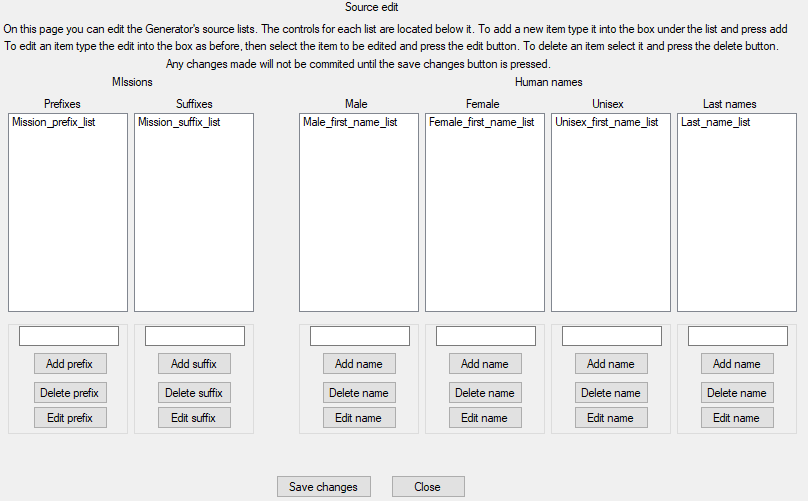 Source edit
On this page you can edit the Generator's source lists. The controls for each list are located below it. To add a new item type it into the box under the list and press add
To edit an item type the edit into the box as before, then select the item to be edited and press the edit button. To delete an item select it and press the delete button.
Any changes made will not be commited until the save changes button is pressed.
MIssions Human names
Prefixes Suffixes Male Female Unisex Last names
Mission_prefix_list Mission_suffix_list Male_first_name_list Female_first_name_list Unisex_first_name_list Last_name_list
Add prefix Add suffix Add name Add name Add name Add name
Delete prefix Delete suffix Delete name Delete name Delete name Delete name
Edit prefix Edit suffix Edit name Edit name Edit name Edit name
Save changes Close